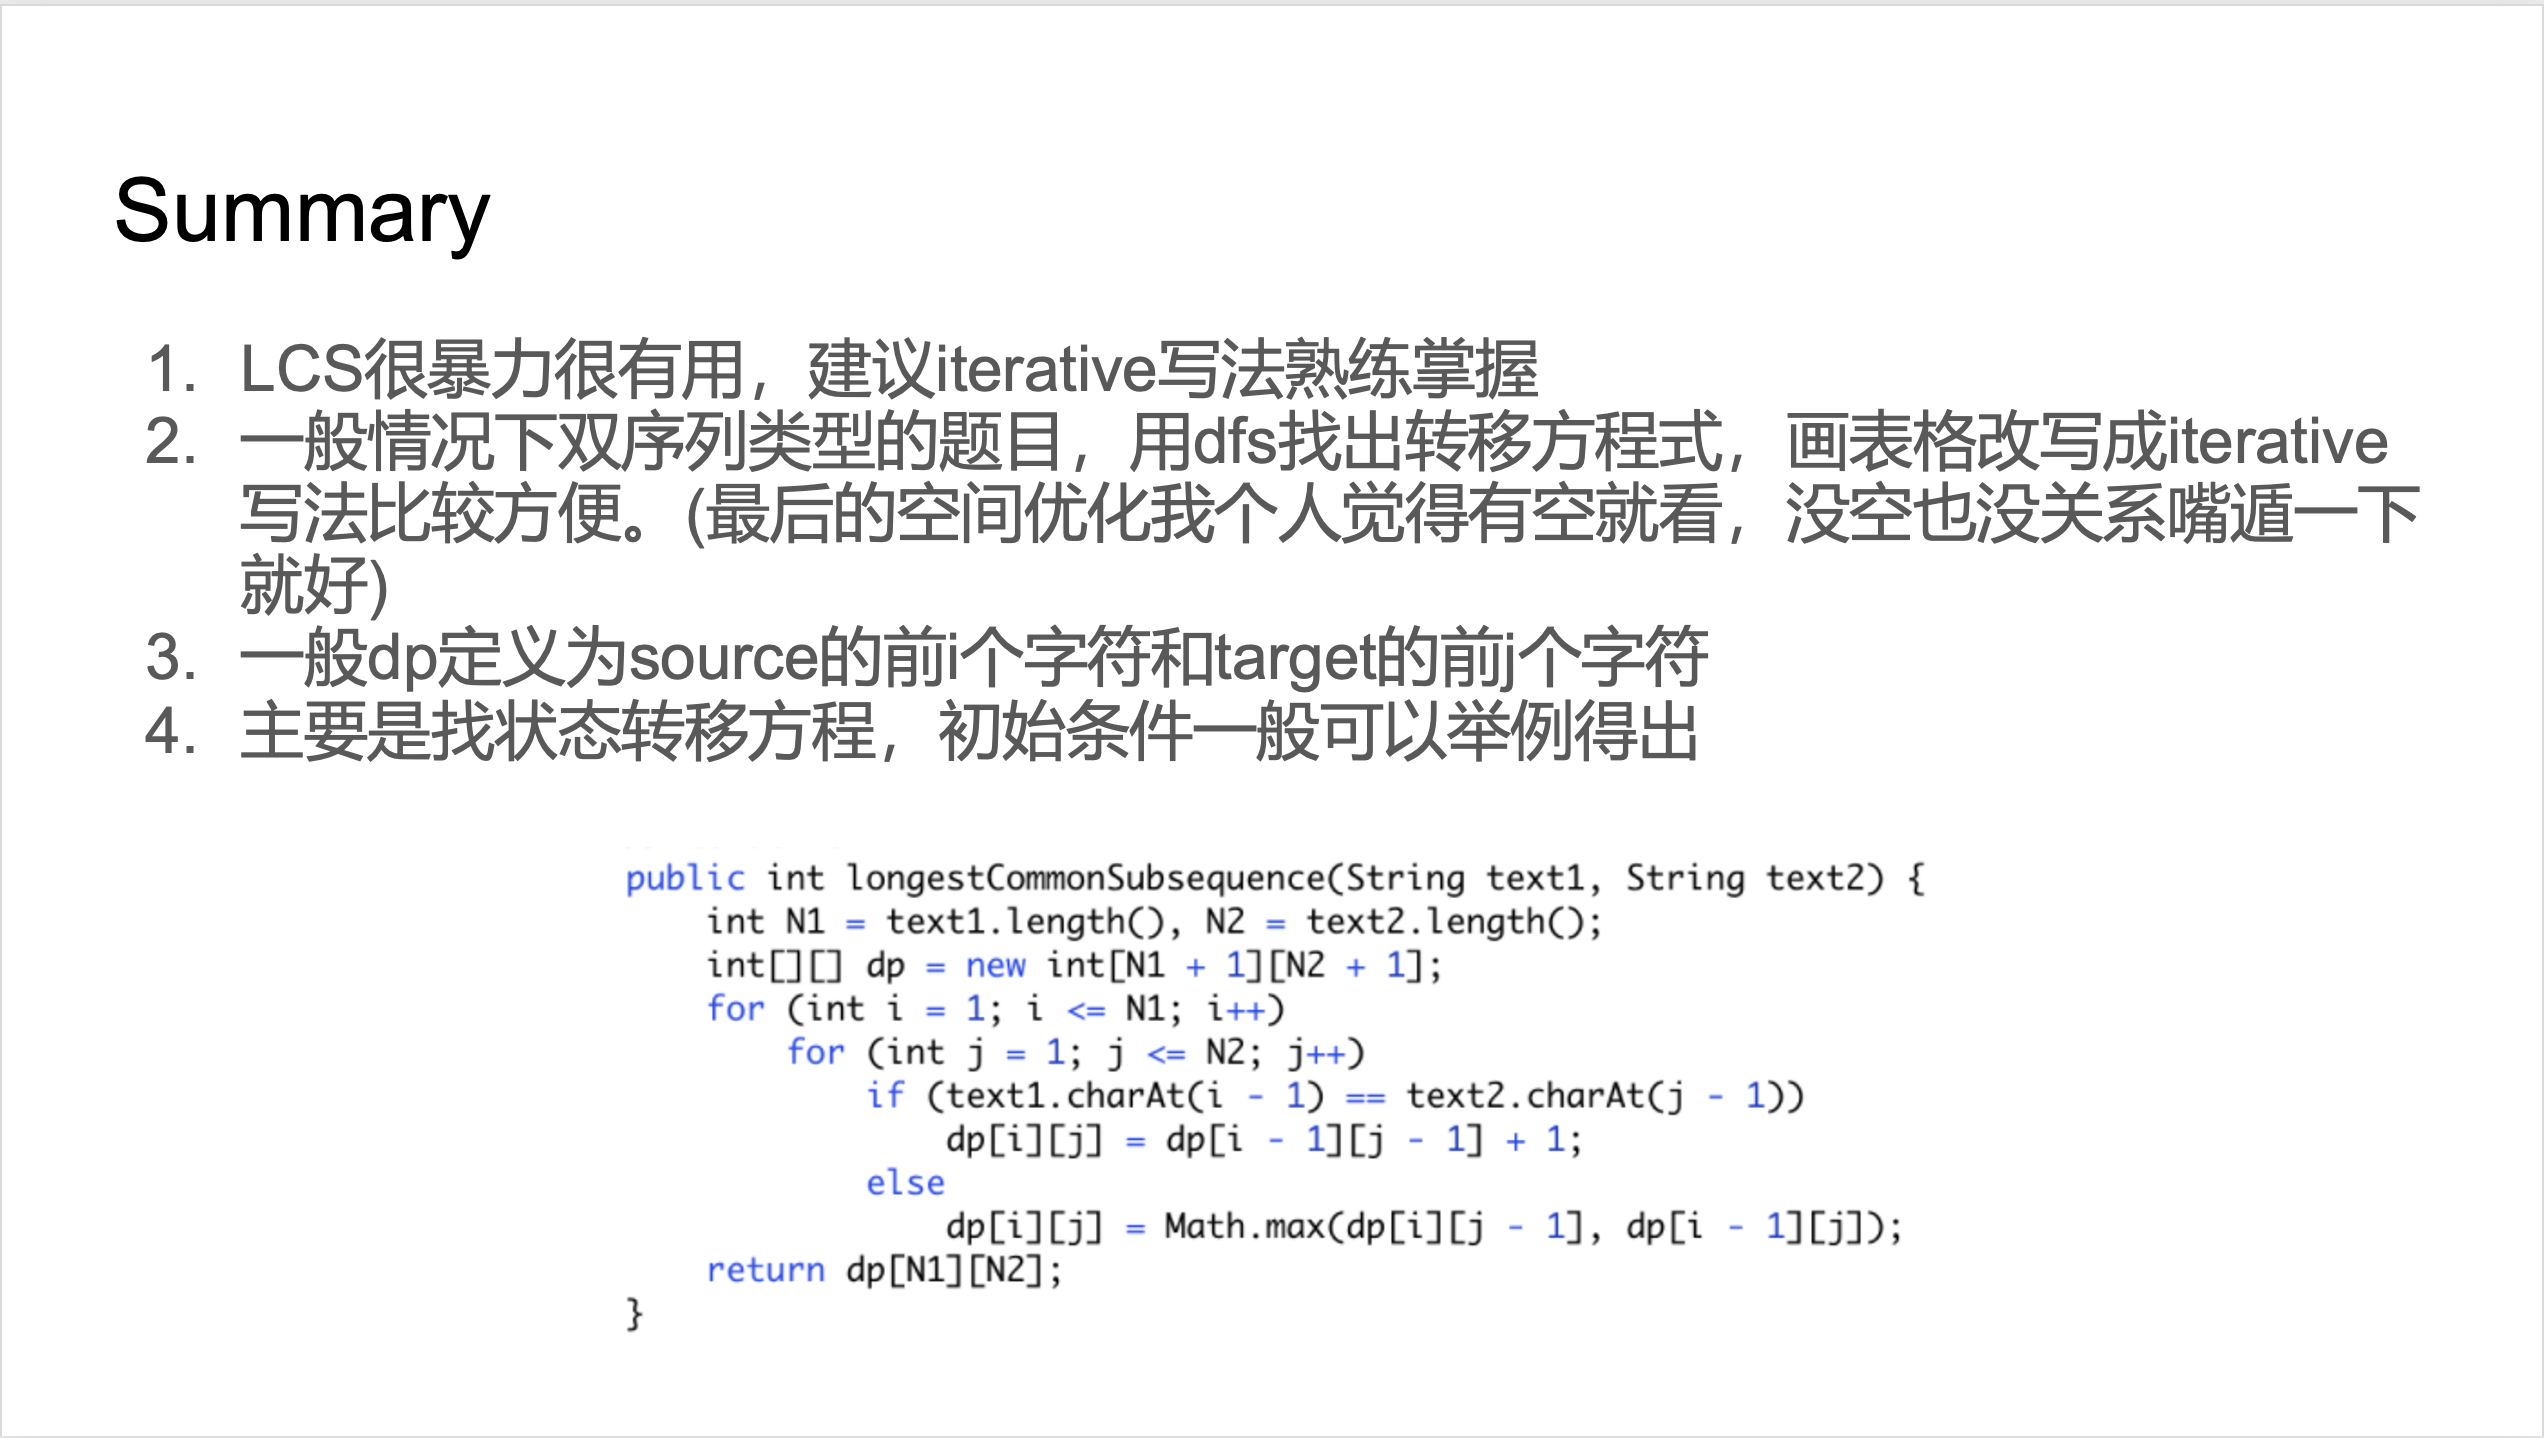 Summary
1. LCS很暴力很有用，建议iterative写法熟练掌握
2. 一般情况下双序列类型的题目，用dfs找出转移方程式，画表格改写成iterative
写法比较方便。(最后的空间优化我个人觉得有空就看，没空也没关系嘴遁一下
就好)
3. 一般dp定义为source的前i个字符和target的前j个字符
4. 主要是找状态转移方程，初始条件一般可以举例得出
public int longestCommonSubsequence(String text1, String text2) {
    int N1 = text1.length(), N2 = text2.length();
    int[][] dp = new int[N1 + 1][N2 + 1];
    for (int i = 1; i <= N1; i++)
        for (int j = 1; j <= N2; j++)
            if (text1.charAt(i - 1) == text2.charAt(j - 1))
                dp[i][j] = dp[i - 1][j - 1] + 1;
            else
                dp[i][j] = Math.max(dp[i][j - 1], dp[i - 1][j]);
    return dp[N1][N2];
}